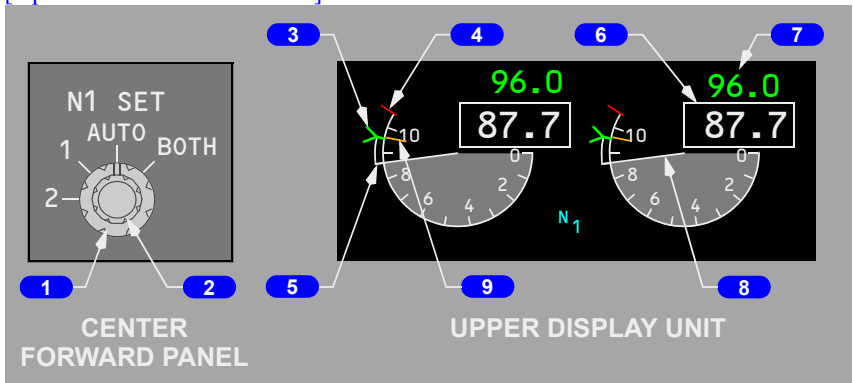 3 4 6 7
96.0 96.0
87.7 87.7
N1 SET
AUTO
1 BOTH
2
10 8 6 4 2 0
10 8 6 4 2 0
N1
1 2 5 9 8
CENTER
FORWARD PANEL
UPPER DISPLAY UNIT